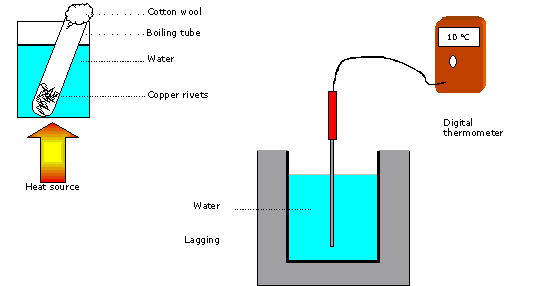 Cotton wool
Boiling tube
Water
Copper rivets
Heat source
10 °C
Digital
thermometer
Water
Lagging